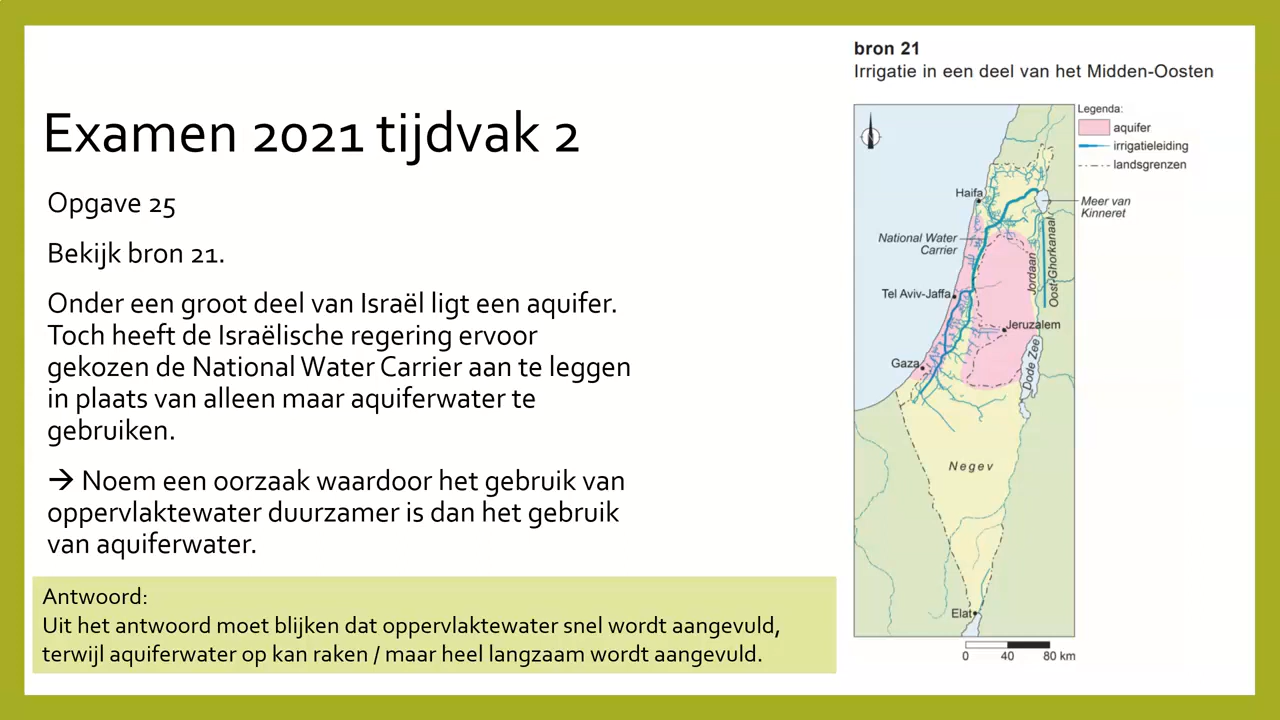 Examen 2021 tijdvak 2
Opgave 25
Bekijk bron 21.
Onder een groot deel van Israël ligt een aquifer.
Toch heeft de Israëlische regering ervoor
gekozen de National Water Carrier aan te leggen
in plaats van alleen maar aquiferwater te
gebruiken.
→ Noem een oorzaak waardoor het gebruik van
oppervlaktewater duurzamer is dan het gebruik
van aquiferwater.
Antwoord:
Uit het antwoord moet blijken dat oppervlaktewater snel wordt aangevuld,
terwijl aquiferwater op kan raken / maar heel langzaam wordt aangevuld.
bron 21
Irrigatie in een deel van het Midden-Oosten
Legenda:
aquifer
irrigatieleiding
landsgrenzen
Haifa
Meer van
Kinneret
National Water
Carrier
Jordaan
Oost-Ghorkanaal
Tel Aviv-Jaffa
Jeruzalem
Gaza
Dode Zee
Negev
Elat
0 40 80 km